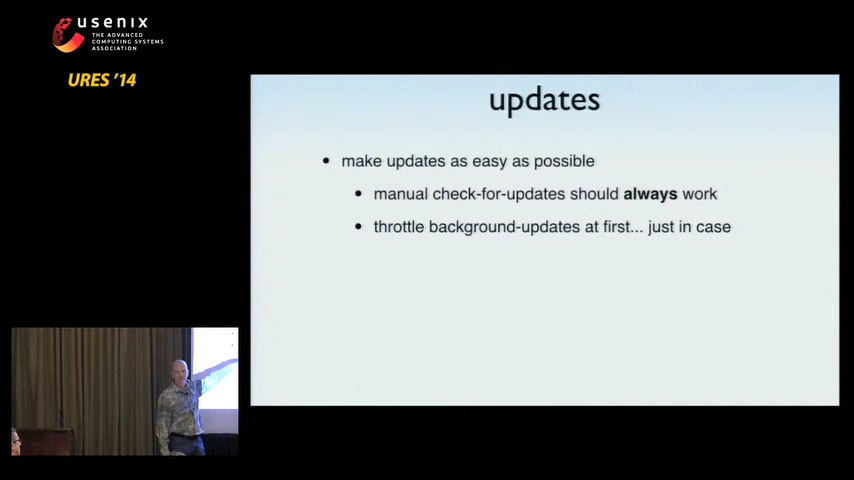 usenix
THE ADVANCED
COMPUTING SYSTEMS
ASSOCIATION
URES '14
updates
• make updates as easy as possible
• manual check-for-updates should always work
• throttle background-updates at first... just in case